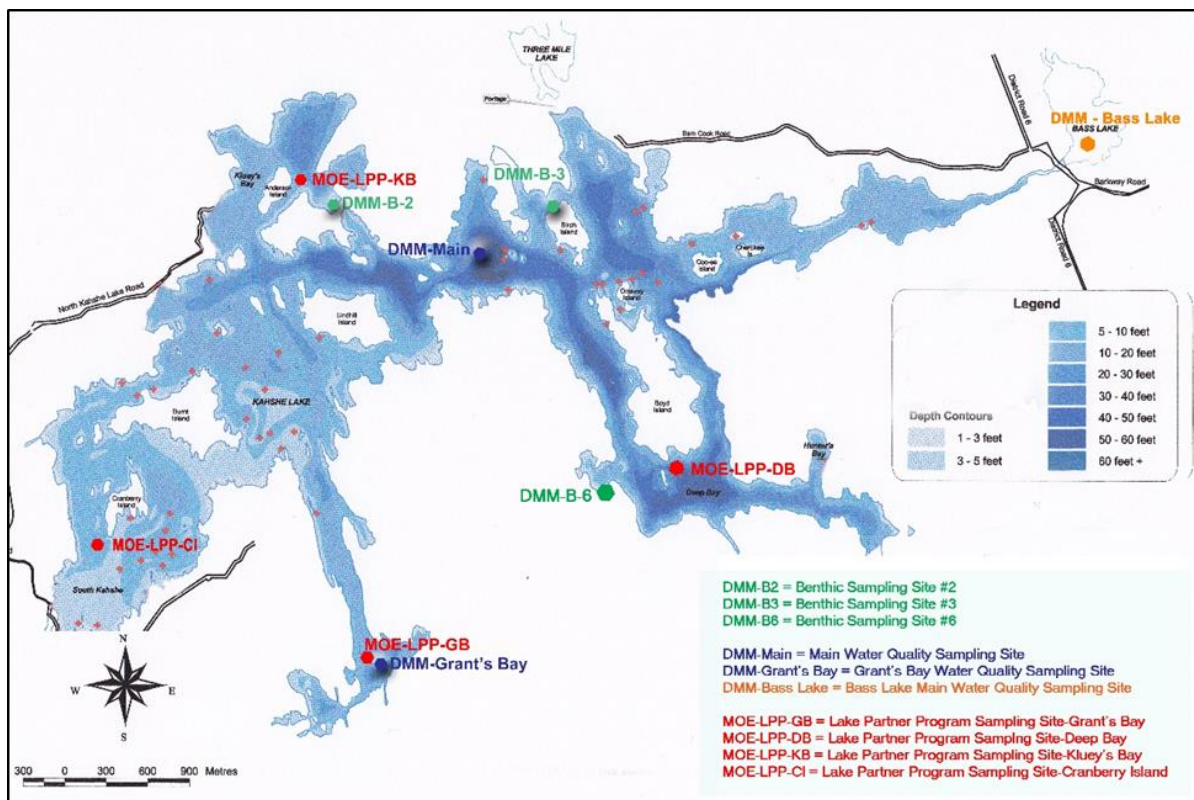 THREE MILE
LAKE
Portage
District Road 6
DMM - Bass Lake
BASS LAKE
Bam Cook Road
Barkway Road
District Road 6
Kluey's
Bay
Anderson
Island
MOE-LPP-KB
DMM-B-2
DMM-B-3
Birch
Island
DMM-Main
Coo-ee
Island
Cherokee
Is
Oneway
Island
North Kahshe Lake Road
Lindhill
Island
KAHSHE LAKE
Burnt
Island
Boyd
Island
Cranberry
Island
MOE-LPP-CI
South Kahshe
MOE-LPP-DB
DMM-B-6
Deep Bay
Bay
MOE-LPP-GB
DMM-Grant's Bay
Legend
5 - 10 feet
10 - 20 feet
20 - 30 feet
30 - 40 feet
40 - 50 feet
50 - 60 feet
60 feet +
Depth Contours
1 - 3 feet
3 - 5 feet
DMM-B2 = Benthic Sampling Site #2
DMM-B3 = Benthic Sampling Site #3
DMM-B6 = Benthic Sampling Site #6
DMM-Main = Main Water Quality Sampling Site
DMM-Grant's Bay = Grant's Bay Water Quality Sampling Site
DMM-Bass Lake = Bass Lake Main Water Quality Sampling Site
MOE-LPP-GB = Lake Partner Program Sampling Site-Grant's Bay
MOE-LPP-DB = Lake Partner Program Samplng Site-Deep Bay
MOE-LPP-KB = Lake Partner Program Sampling Site-Kluey's Bay
MOE-LPP-CI = Lake Partner Program Sampling Site-Cranberry Island
N
W
E
S
300 0 300 600 900 Metres